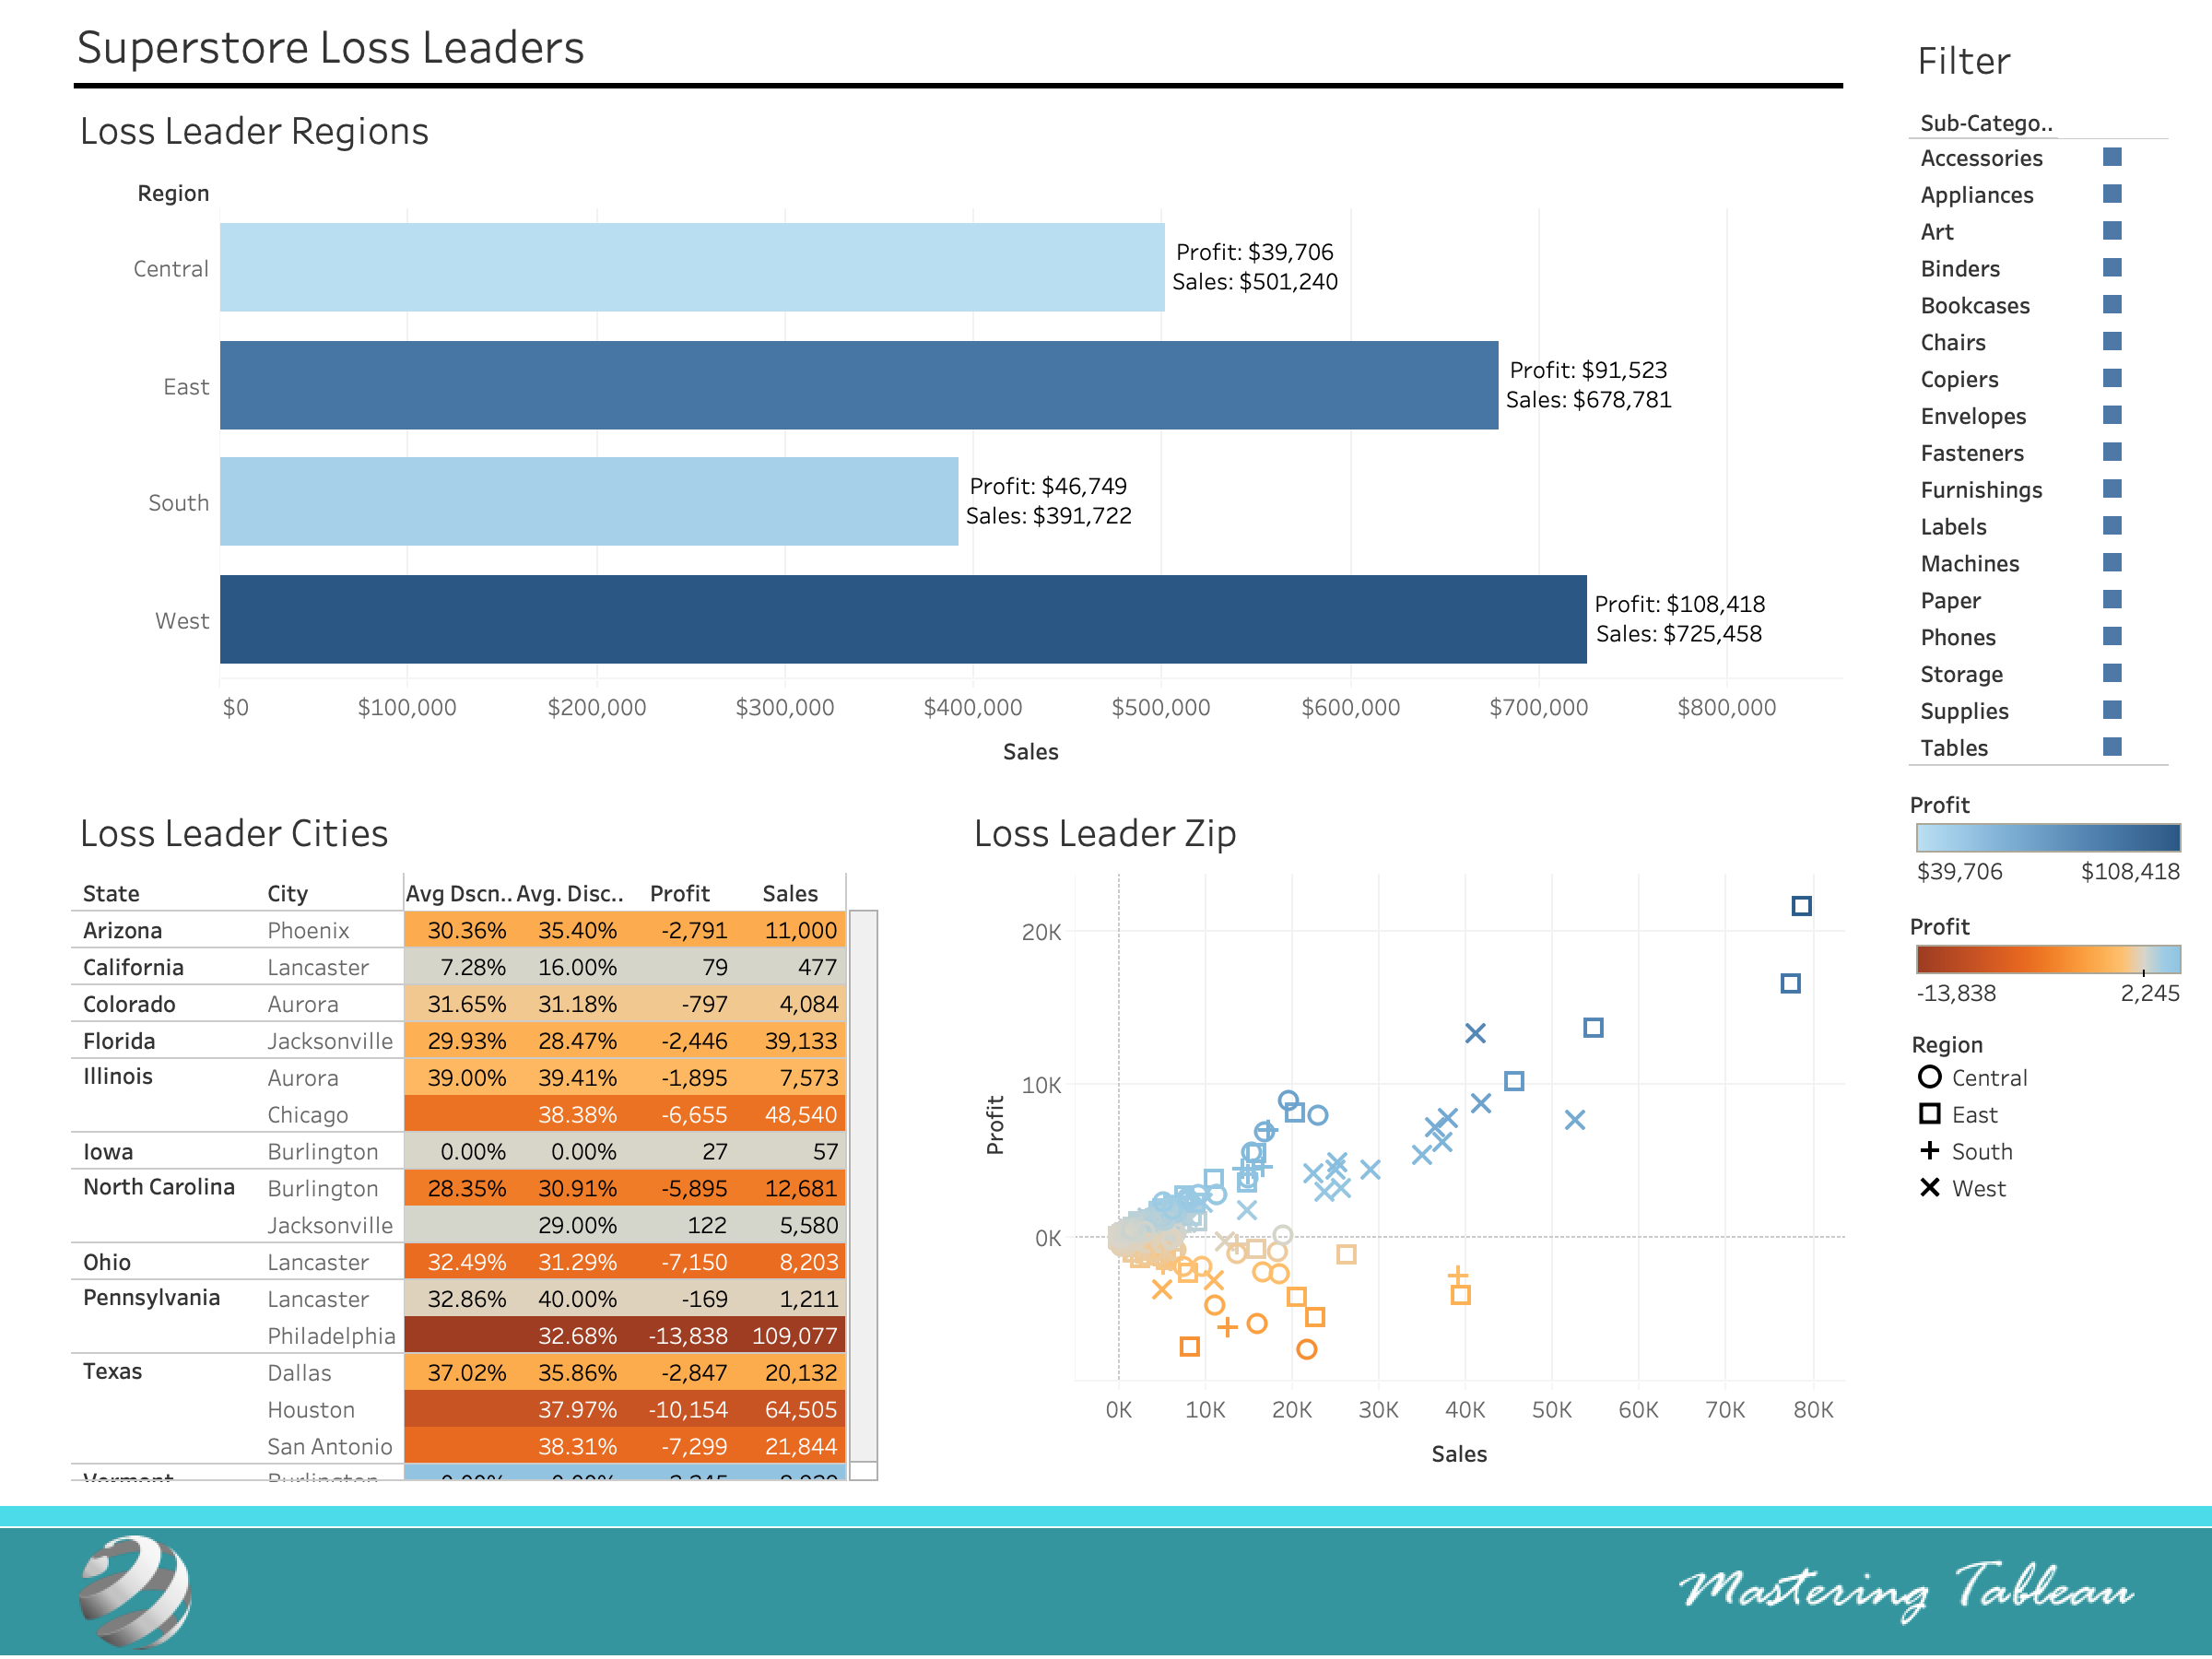 Superstore Loss Leaders
Loss Leader Regions
Region
Central
Profit: $39,706
Sales: $501,240
East
Profit: $91,523
Sales: $678,781
South
Profit: $46,749
Sales: $391,722
West
Profit: $108,418
Sales: $725,458
$0 $100,000 $200,000 $300,000 $400,000 $500,000 $600,000 $700,000 $800,000
Sales
Filter
Sub-Catego..
Accessories
Appliances
Art
Binders
Bookcases
Chairs
Copiers
Envelopes
Fasteners
Furnishings
Labels
Machines
Paper
Phones
Storage
Supplies
Tables
Profit
$39,706 $108,418
Profit
-13,838 2,245
Region
Central
East
South
West
Loss Leader Cities
State City Avg Dscn.. Avg. Disc.. Profit Sales
Arizona Phoenix 30.36% 35.40% -2,791 11,000
California Lancaster 7.28% 16.00% 79 477
Colorado Aurora 31.65% 31.18% -797 4,084
Florida Jacksonville 29.93% 28.47% -2,446 39,133
Illinois Aurora 39.00% 39.41% -1,895 7,573
Chicago 38.38% -6,655 48,540
Iowa Burlington 0.00% 0.00% 27 57
North Carolina Burlington 28.35% 30.91% -5,895 12,681
Jacksonville 29.00% 122 5,580
Ohio Lancaster 32.49% 31.29% -7,150 8,203
Pennsylvania Lancaster 32.86% 40.00% -169 1,211
Philadelphia 32.68% -13,838 109,077
Texas Dallas 37.02% 35.86% -2,847 20,132
Houston 37.97% -10,154 64,505
San Antonio 38.31% -7,299 21,844
Vermont Burlington 0.00% 0.00% 2,245
Loss Leader Zip
Profit
20K
10K
0K
0K 10K 20K 30K 40K 50K 60K 70K 80K
Sales
Mastering Tableau